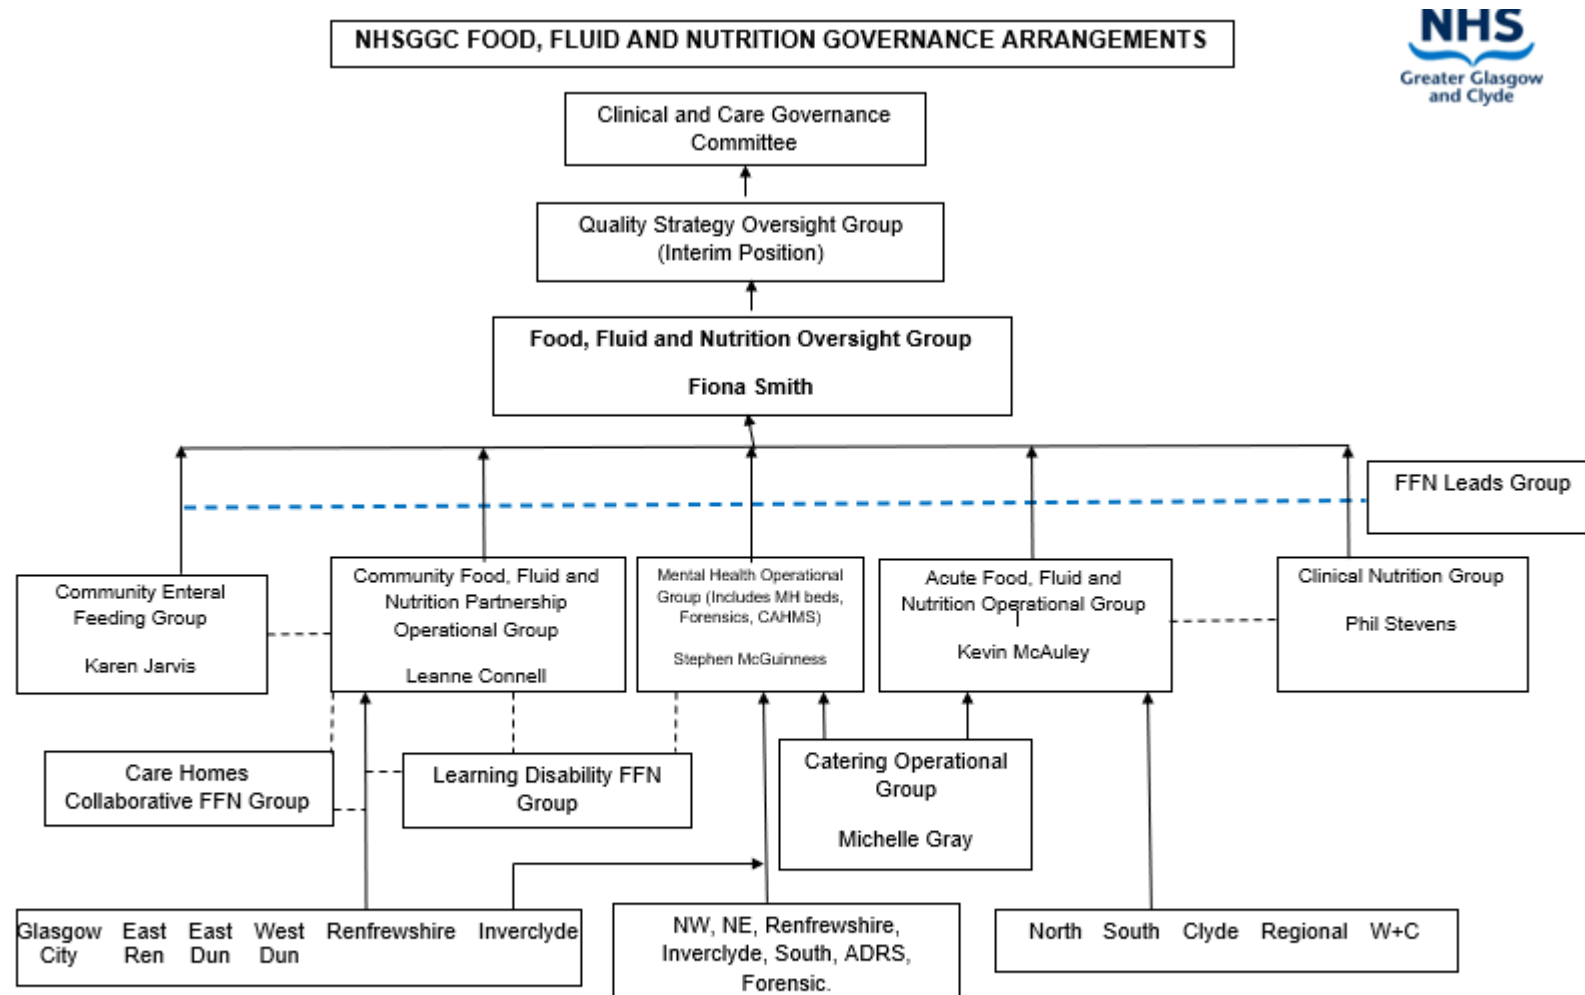 NHSGGC FOOD, FLUID AND NUTRITION GOVERNANCE ARRANGEMENTS
NHS
Greater Glasgow
and Clyde
Clinical and Care Governance
Committee
Quality Strategy Oversight Group
(Interim Position)
Food, Fluid and Nutrition Oversight Group
Fiona Smith
FFN Leads Group
Community Enteral
Feeding Group
Karen Jarvis
Community Food, Fluid and
Nutrition Partnership
Operational Group
Leanne Connell
Mental Health Operational
Group (Includes MH beds,
Forensics, CAHMS)
Stephen McGuinness
Acute Food, Fluid and
Nutrition Operational Group
Kevin McAuley
Clinical Nutrition Group
Phil Stevens
Care Homes
Collaborative FFN Group
Learning Disability FFN
Group
Catering Operational
Group
Michelle Gray
Glasgow City East Ren East Dun West Dun Renfrewshire Inverclyde
NW, NE, Renfrewshire,
Inverclyde, South, ADRS,
Forensic.
North South Clyde Regional W+C